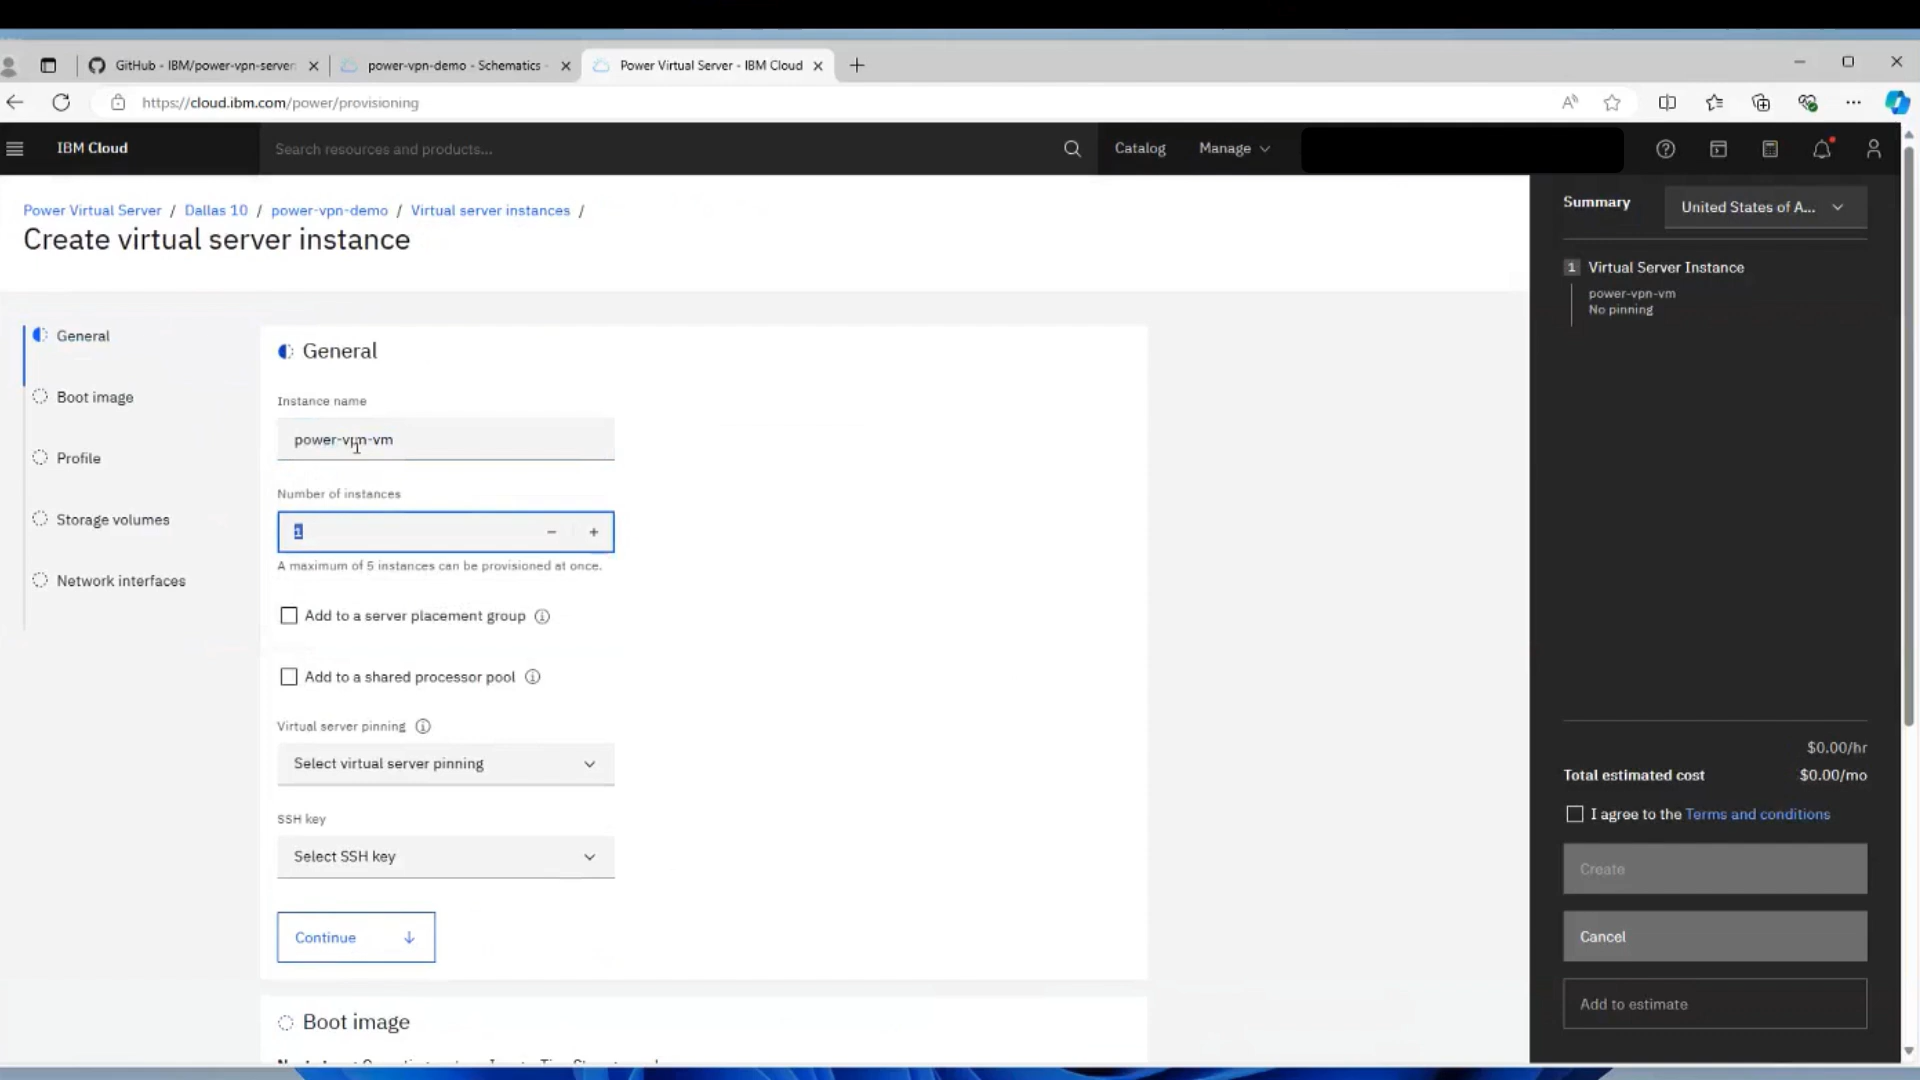 GitHub - IBM/power-vpn-server
power-vpn-demo - Schematics -
Power Virtual Server - IBM Cloud
https://cloud.ibm.com/power/provisioning
IBM Cloud
Search resources and products...
Catalog
Manage
Power Virtual Server / Dallas 10 / power-vpn-demo / Virtual server instances /
Create virtual server instance
General
Boot image
Profile
Storage volumes
Network interfaces
General
Instance name
power-vpn-vm
Number of instances
1
A maximum of 5 instances can be provisioned at once.
Add to a server placement group
Add to a shared processor pool
Virtual server pinning
Select virtual server pinning
SSH key
Select SSH key
Continue
Boot image
Summary
United States of A...
1 Virtual Server Instance
power-vpn-vm
No pinning
$0.00/hr
Total estimated cost $0.00/mo
I agree to the Terms and conditions
Create
Cancel
Add to estimate